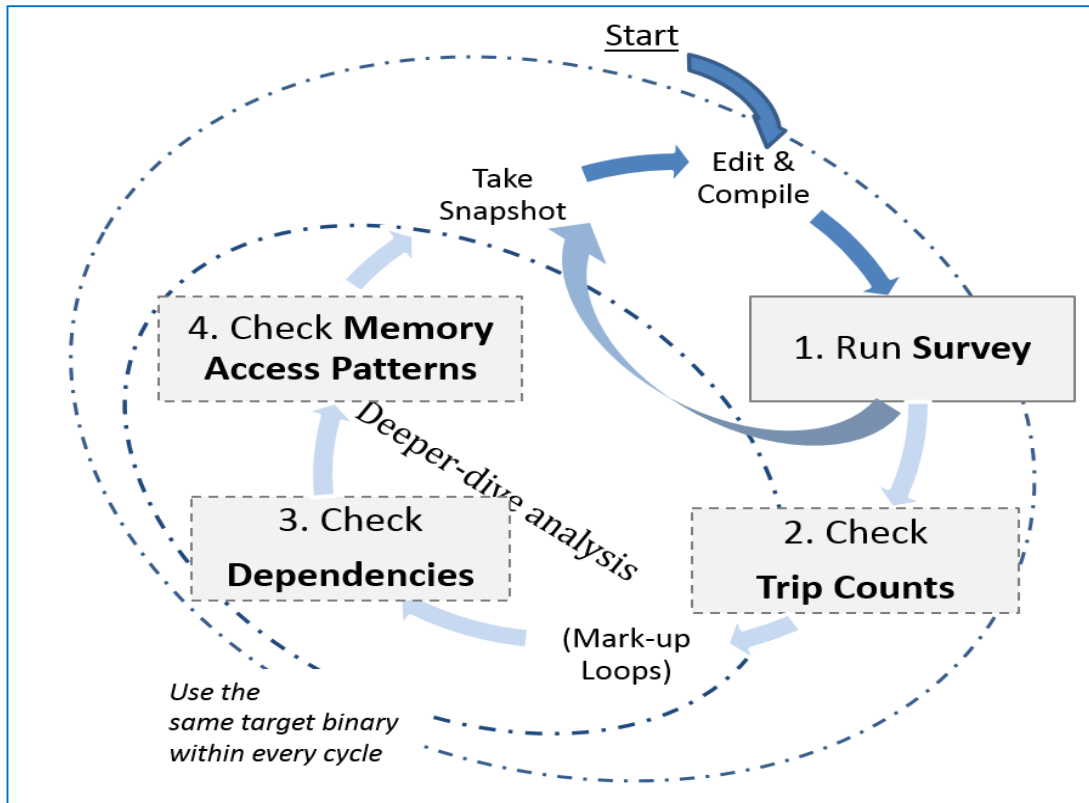 Start
Edit &
Compile
Take
Snapshot
1. Run Survey
2. Check
Trip Counts
(Mark-up
Loops)
3. Check
Dependencies
4. Check Memory
Access Patterns
Deeper-dive analysis
Use the
same target binary
within every cycle